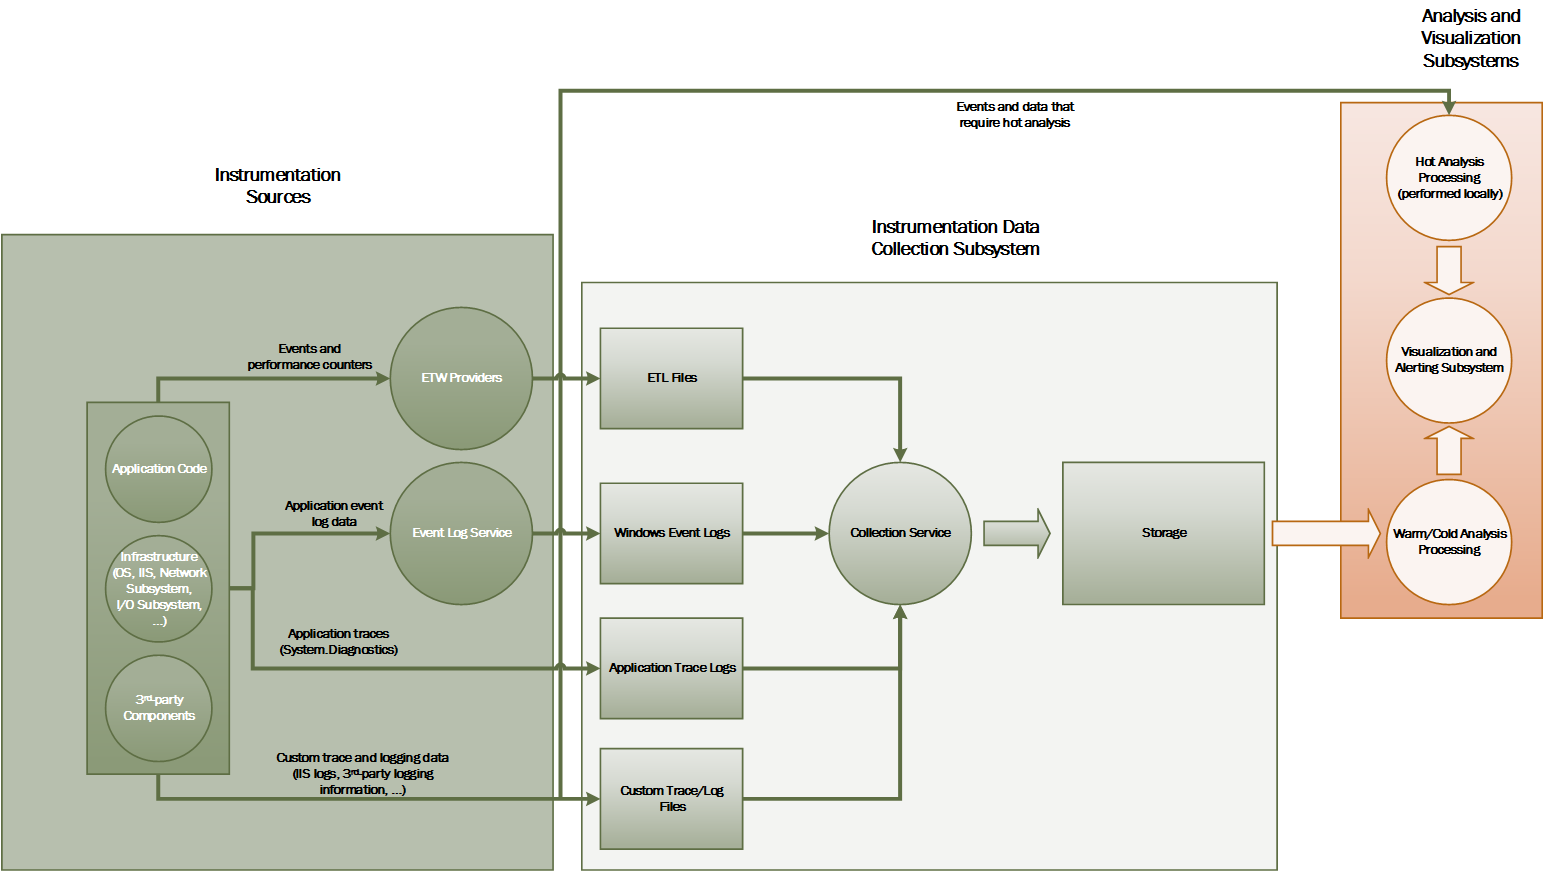 Analysis and
Visualization
Subsystems
Events and data that
require hot analysis
Hot Analysis
Processing
(performed locally)
Instrumentation
Sources
Instrumentation Data
Collection Subsystem
Events and
performance counters
ETW Providers
ETL Files
Visualization and
Alerting Subsystem
Application Code
Application event
log data
Event Log Service
Windows Event Logs
Collection Service
Storage
Warm/Cold Analysis
Processing
Infrastructure
(OS, IIS, Network
Subsystem,
I/O Subsystem,
...)
Application traces
(System.Diagnostics)
Application Trace Logs
3rd-party
Components
Custom trace and logging data
(IIS logs, 3rd-party logging
information, ...)
Custom Trace/Log
Files